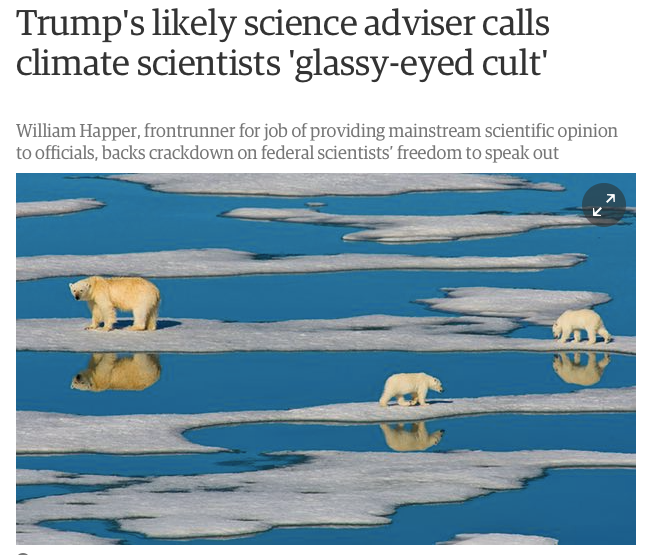 Trump's likely science adviser calls
climate scientists 'glassy-eyed cult'
William Happer, frontrunner for job of providing mainstream scientific opinion
to officials, backs crackdown on federal scientists’ freedom to speak out